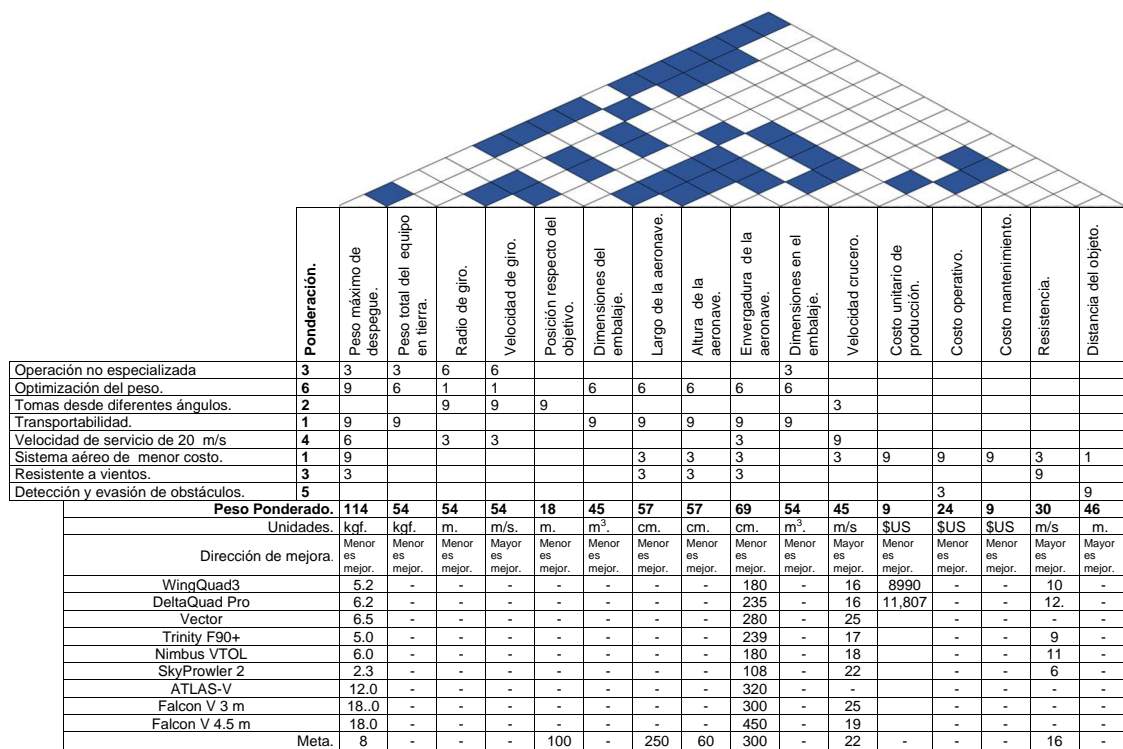 Ponderación.
Peso máximo de
despegue.
Peso total del equipo
en tierra.
Radio de giro.
Velocidad de giro.
Posición respecto del
objetivo.
Dimensiones del
embalaje.
Largo de la aeronave.
Altura de la
aeronave.
Envergadura de la
aeronave.
Dimensiones en el
embalaje.
Velocidad crucero.
Costo unitario de
producción.
Costo operativo.
Costo mantenimiento.
Resistencia.
Distancia del objeto.
Operación no especializada 3 3 3 6 6 3
Optimización del peso. 6 9 6 1 1 6 6 6 6 6
Tomas desde diferentes ángulos. 2 9 9 9 3
Transportabilidad. 1 9 9 9 9 9 9 9
Velocidad de servicio de 20 m/s 4 6 3 3 3 9
Sistema aéreo de menor costo. 1 9 3 3 3 3 9 9 9 3 1
Resistente a vientos. 3 3 3 3 3 9
Detección y evasión de obstáculos. 5 3 9
Peso Ponderado. 114 54 54 54 18 45 57 57 69 54 45 9 24 9 30 46
Unidades. kgf. kgf. m. m/s. m. m³. cm. cm. cm. m³. m/s $US $US $US m/s m.
Dirección de mejora.
Menor Menor Menor Mayor Menor Menor Menor Menor Menor Menor Mayor Menor Menor Menor Mayor Mayor
es es es es es es es es es es es es es es es es
mejor. mejor. mejor. mejor. mejor. mejor. mejor. mejor. mejor. mejor. mejor. mejor. mejor. mejor. mejor. mejor.
WingQuad3 5.2 - - - - - - - 180 - 16 8990 - - 10 -
DeltaQuad Pro 6.2 - - - - - - - 235 - 16 11,807 - - 12. -
Vector 6.5 - - - - - - - 280 - 25 - - - -
Trinity F90+ 5.0 - - - - - - - 239 - 17 - - 9 -
Nimbus VTOL 6.0 - - - - - - - 180 - 18 - - 11 -
SkyProwler 2 2.3 - - - - - - - 108 - 22 - - 6 -
ATLAS-V 12.0 - - - - - - - 320 - - - - - -
Falcon V 3 m 18..0 - - - - - - - 300 - 25 - - - -
Falcon V 4.5 m 18.0 - - - - - - - 450 - 19 - - - -
Meta. 8 - - - 100 - 250 60 300 - 22 - - - 16 -